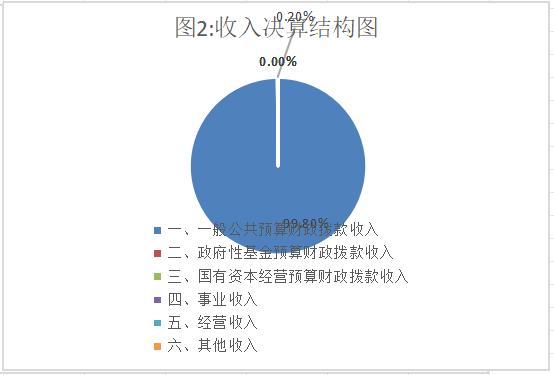 0.20%
图2:收入决算结构图
0.00%
99.80%
一、一般公共预算财政拨款收入
二、政府性基金预算财政拨款收入
三、国有资本经营预算财政拨款收入
四、事业收入
五、经营收入
六、其他收入